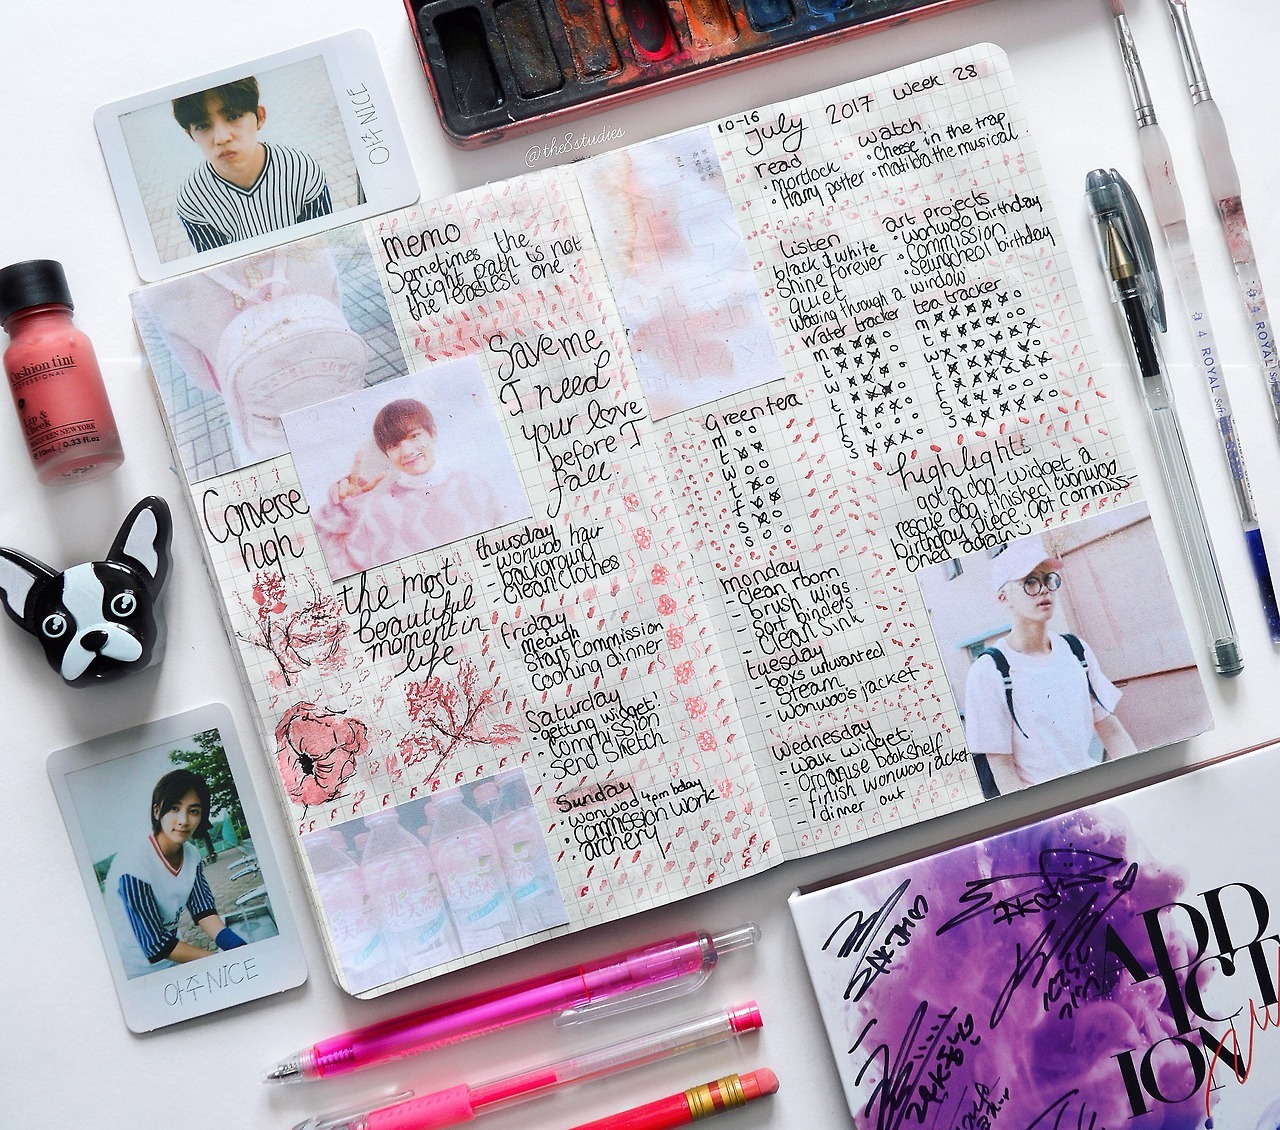 아주 NICE
@the8studies
Cushion tint
PROFESSIONAL
Lip &
NEW YORK
/ 0.33 fl.oz
memo
Sometimes the
Right path is not
the easiest one.
Save me
I need
your love
before I
fall
Converse
high
the most
beautiful
moment in
life
thursday
- wonwoo hair
- background
- clean clothes
friday
meeugh
start commission
cooking dinner
Saturday
getting widget!
• commission
• send sketch
Sunday
• wonwoo 4pm bday
commission work
• archery
10-16
July 2017 Week 28
read
• Mortlock
• Harry potter
watch
• cheese in the trap
• matilda the musical
listen
black & white
Shine forever
quiet
Waiting through a window
art projects
• wonwoo birthday
• commission
• seungcheol birthday
water tracker
m
t
w
t
f
s
s
tea tracker
m
t
w
t
f
s
s
green tea
m
t
w
t
f
s
s
highlights
got a dog - widget a
rescue dog. finished wonwoo
birthday piece. got commiss-
oned again
monday
- clean room
- brush wigs
- sort binders
- clean sink
tuesday
- boxs unwanted
- steam
- wonwoo's jacket
Wednesday
- walk widget
- organise bookshelf
- finish wonwoo jacket
- dinner out
4 ROYAL
4 ROYAL
아주 NICE
ADD
ICT
ION